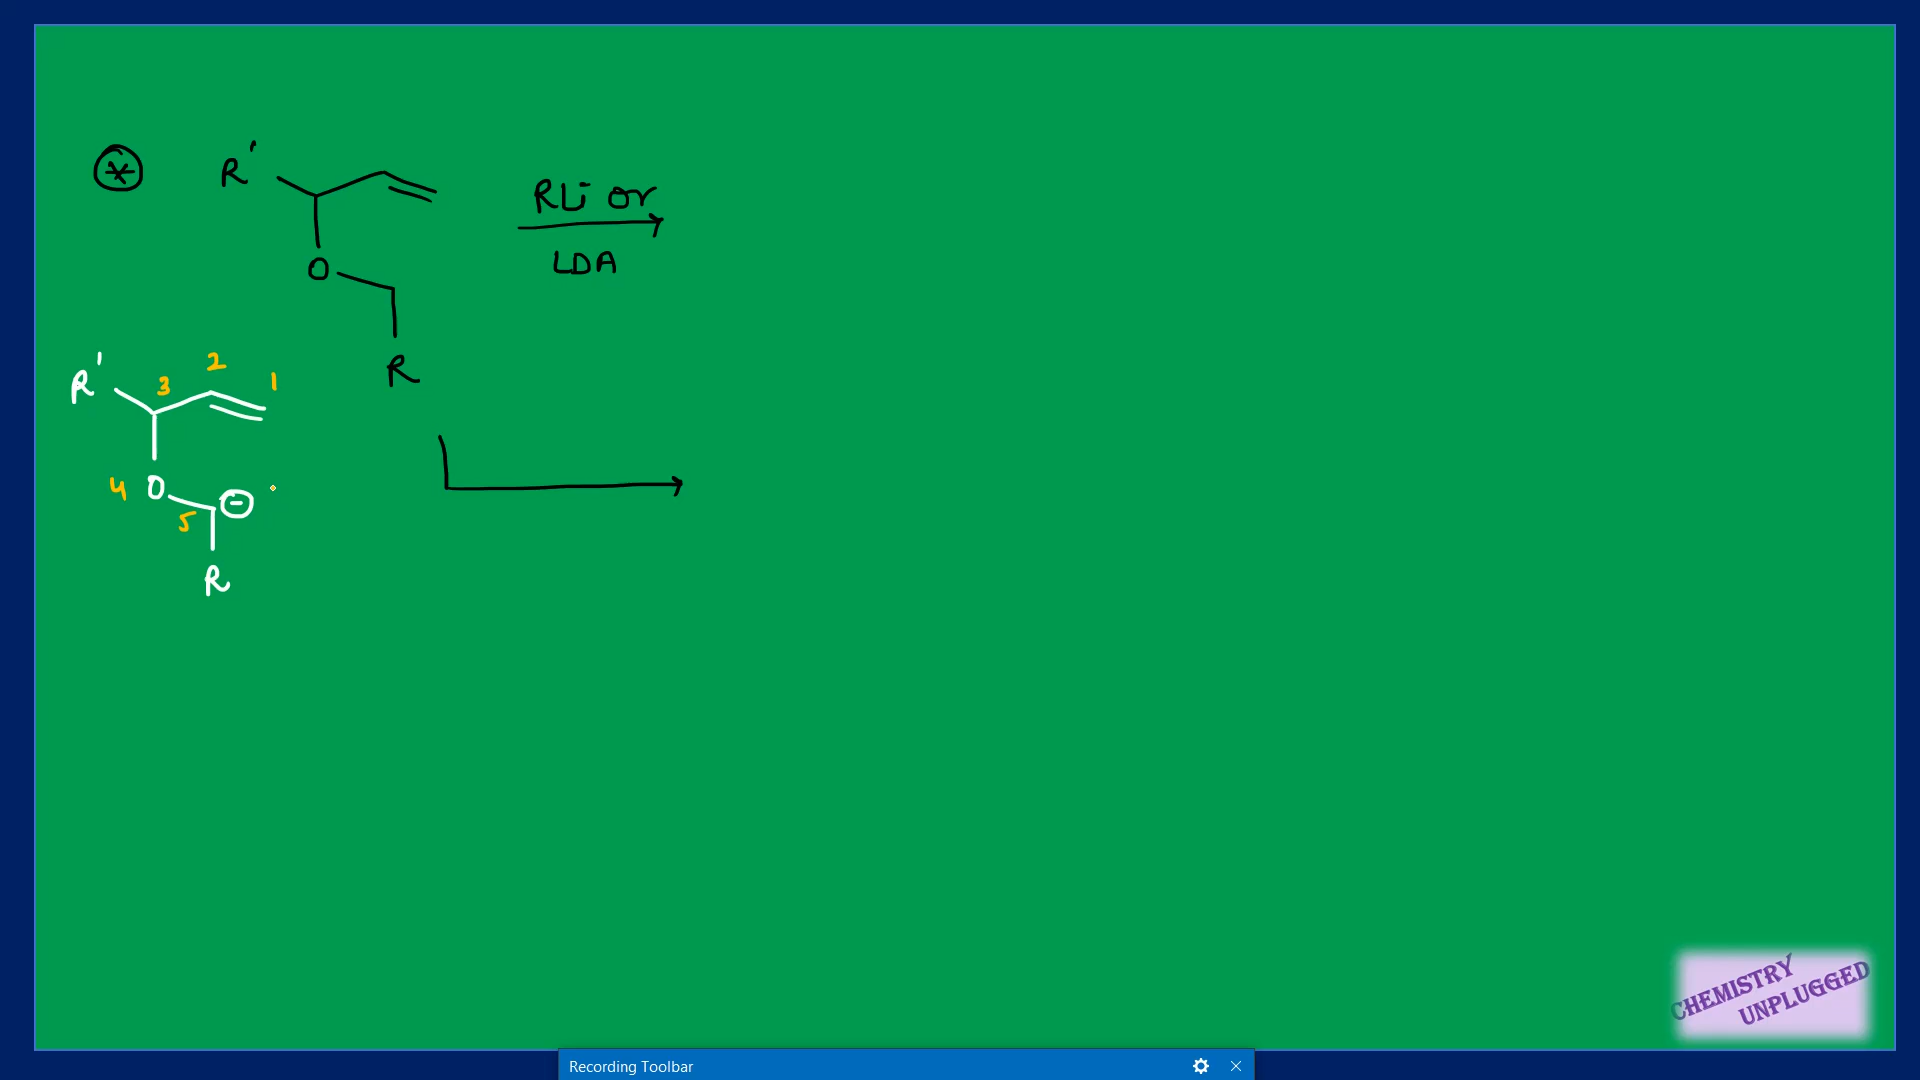 R'
RLi or
LDA
O
R
R'
3
2
1
4
O
⊖
5
R
CHEMISTRY
UNPLUGGED
Recording Toolbar